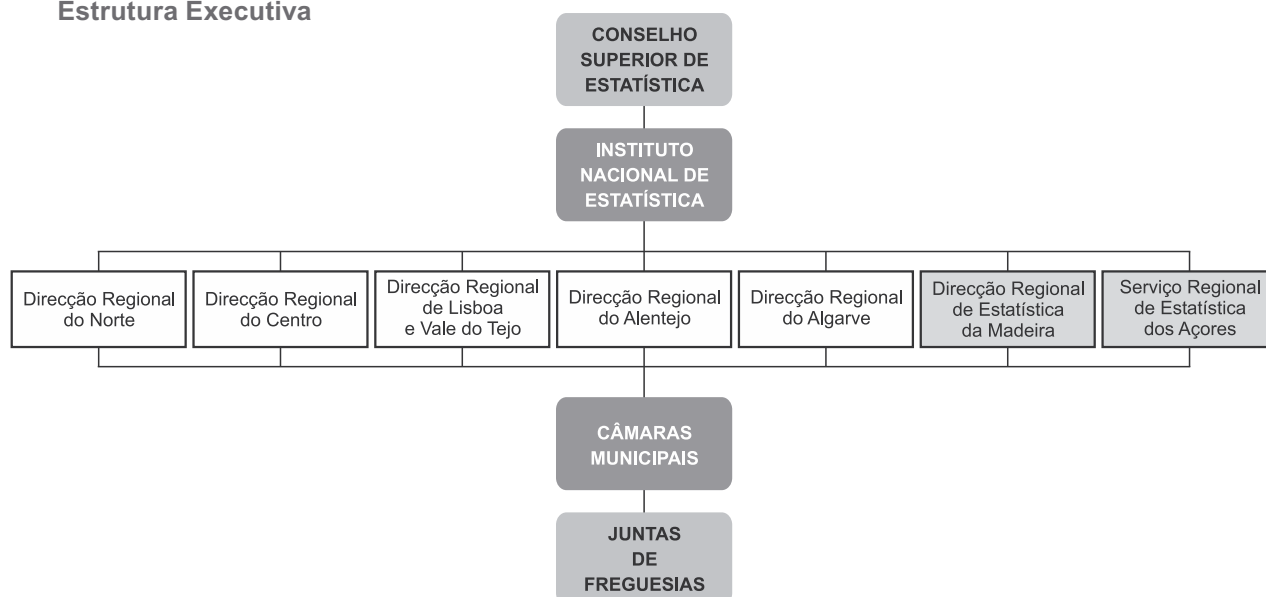 Estrutura Executiva
CONSELHO
SUPERIOR DE
ESTATÍSTICA
INSTITUTO
NACIONAL DE
ESTATÍSTICA
Direcção Regional
do Norte
Direcção Regional
do Centro
Direcção Regional
de Lisboa
e Vale do Tejo
Direcção Regional
do Alentejo
Direcção Regional
do Algarve
Direcção Regional
de Estatística
da Madeira
Serviço Regional
de Estatística
dos Açores
CÂMARAS
MUNICIPAIS
JUNTAS
DE
FREGUESIAS